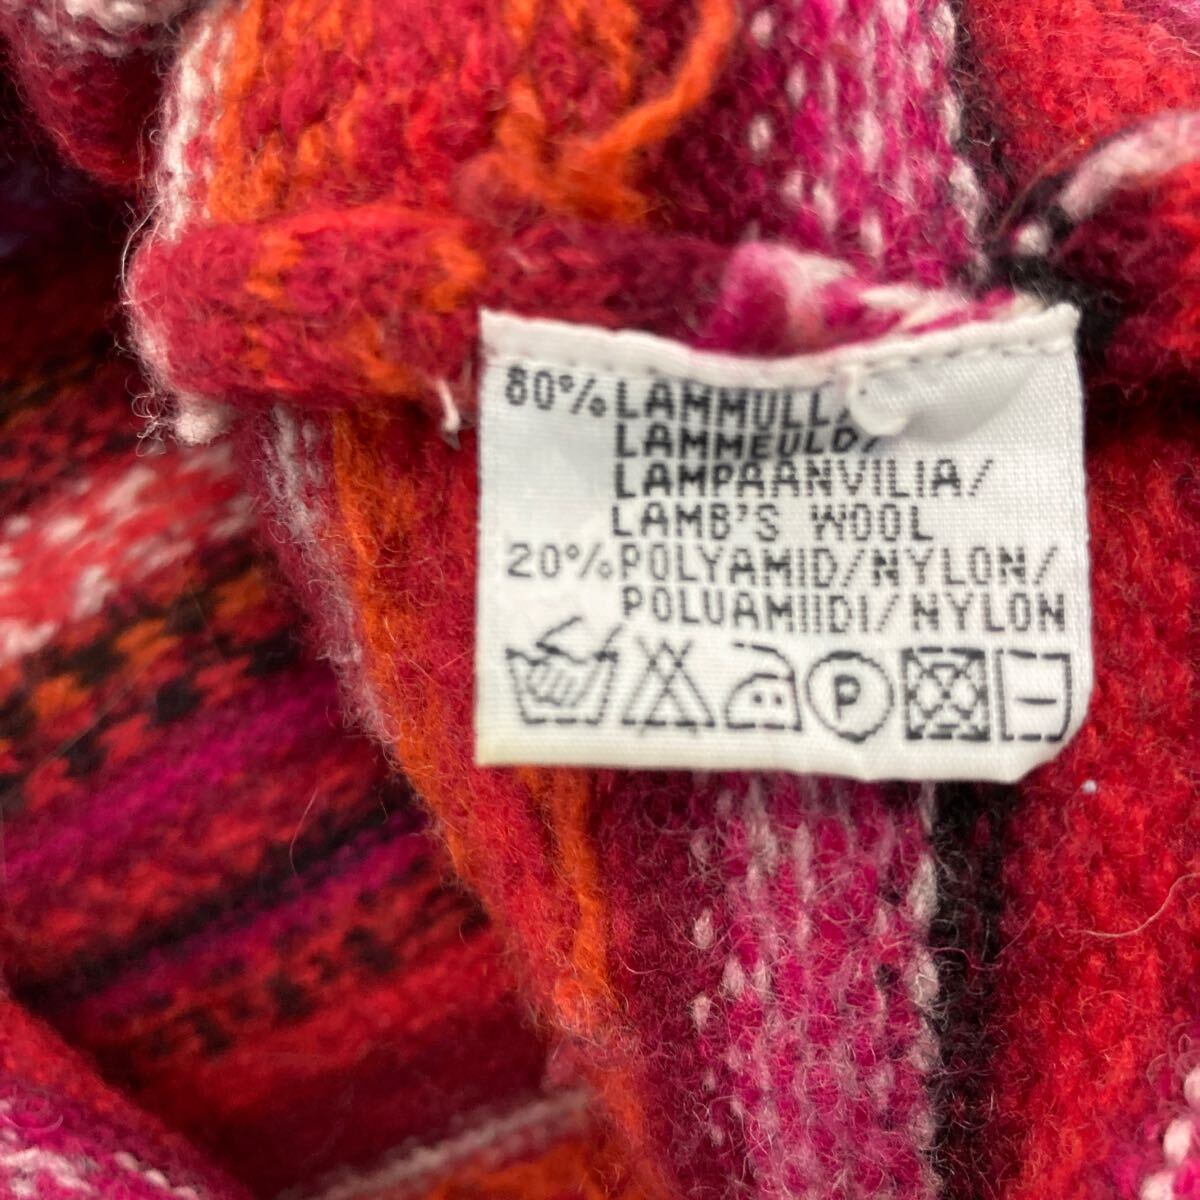 80% LAMMULL/
LAMMEULD/
LAMPAANVILIA/
LAMB'S WOOL
20% POLYAMID/NYLON/
POLUAMIIDI/NYLON
P